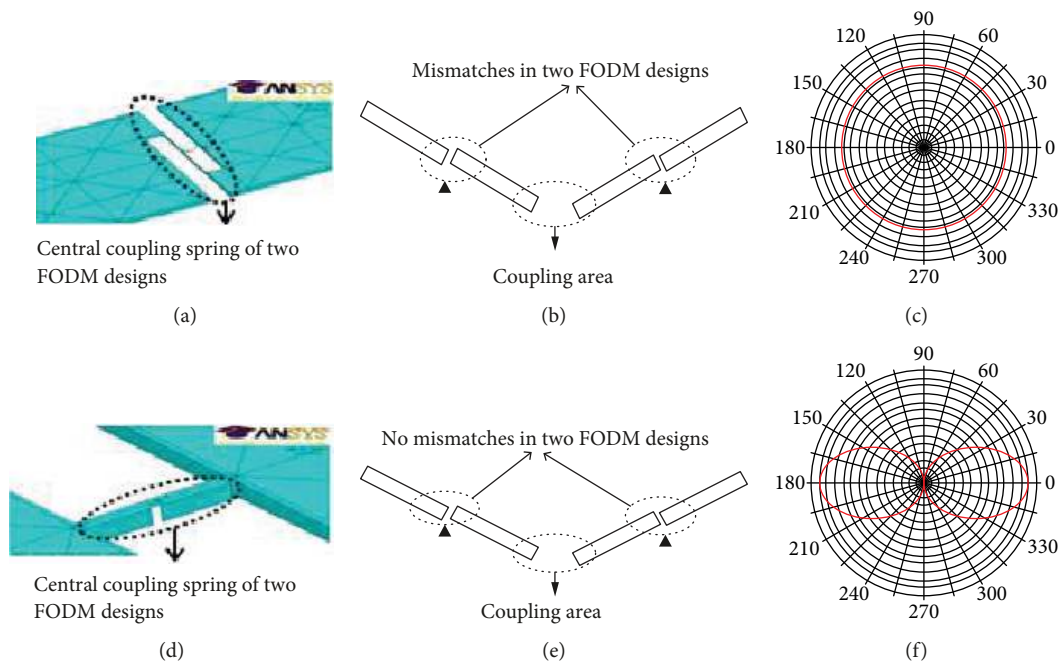 ANSYS
Central coupling spring of two
FODM designs
(a)
Mismatches in two FODM designs
Coupling area
(b)
90
120
60
150
30
180
0
210
330
240
300
270
(c)
ANSYS
Central coupling spring of two
FODM designs
(d)
No mismatches in two FODM designs
Coupling area
(e)
90
120
60
150
30
180
0
210
330
240
300
270
(f)